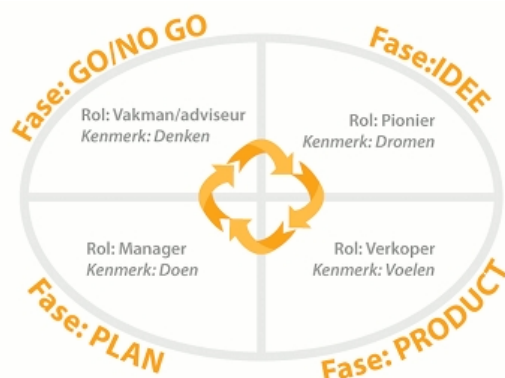 Fase: GO/NO GO
Fase:IDEE
Rol: Vakman/adviseur
Kenmerk: Denken
Rol: Pionier
Kenmerk: Dromen
Rol: Manager
Kenmerk: Doen
Rol: Verkoper
Kenmerk: Voelen
Fase: PLAN
Fase: PRODUCT